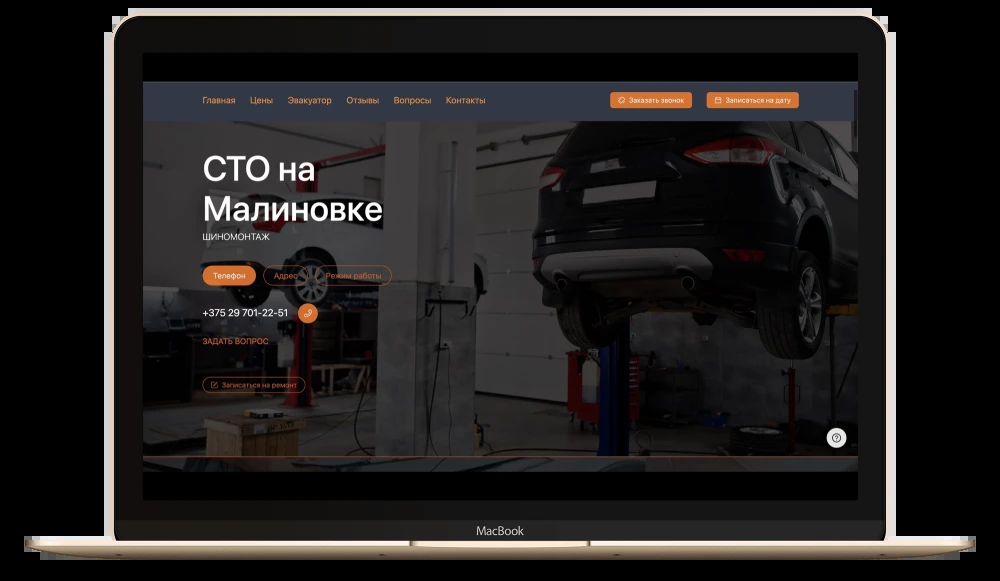 Главная Цены Эвакуатор Отзывы Вопросы Контакты Заказать звонок Записаться на дату
СТО на
Малиновке
ШИНОМОНТАЖ
Телефон Адрес Режим работы
+375 29 701-22-51
ЗАДАТЬ ВОПРОС
Записаться на ремонт
MacBook